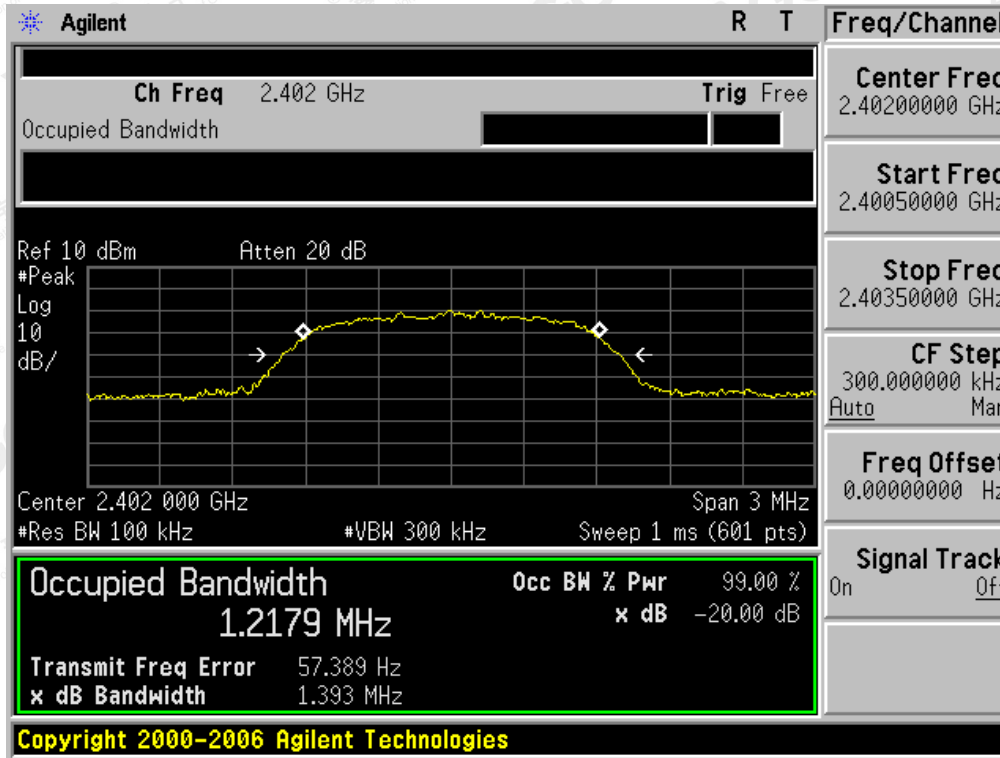 Agilent R T Freq/Channel
Ch Freq 2.402 GHz Trig Free
Occupied Bandwidth
Center Freq
2.40200000 GHz
Start Freq
2.40050000 GHz
Stop Freq
2.40350000 GHz
CF Step
300.000000 kHz
Auto Man
Freq Offset
0.00000000 Hz
Signal Track
On Off
Ref 10 dBm Atten 20 dB
#Peak
Log
10
dB/
Center 2.402 000 GHz Span 3 MHz
#Res BW 100 kHz #VBW 300 kHz Sweep 1 ms (601 pts)
Occupied Bandwidth Occ BW % Pwr 99.00 %
1.2179 MHz x dB -20.00 dB
Transmit Freq Error 57.389 Hz
x dB Bandwidth 1.393 MHz
Copyright 2000-2006 Agilent Technologies